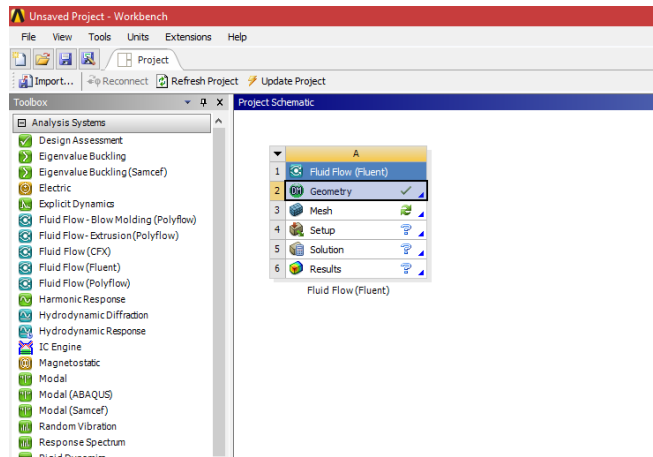 Unsaved Project - Workbench
File View Tools Units Extensions Help
Project
Import... Reconnect Refresh Project Update Project
Toolbox
Project Schematic
Analysis Systems
Design Assessment
Eigenvalue Buckling
Eigenvalue Buckling (Samcef)
Electric
Explicit Dynamics
Fluid Flow - Blow Molding (Polyflow)
Fluid Flow - Extrusion (Polyflow)
Fluid Flow (CFX)
Fluid Flow (Fluent)
Fluid Flow (Polyflow)
Harmonic Response
Hydrodynamic Diffraction
Hydrodynamic Response
IC Engine
Magnetostatic
Modal
Modal (ABAQUS)
Modal (Samcef)
Random Vibration
Response Spectrum
Rigid Dynamics
A
1 Fluid Flow (Fluent)
2 Geometry
3 Mesh
4 Setup
5 Solution
6 Results
Fluid Flow (Fluent)